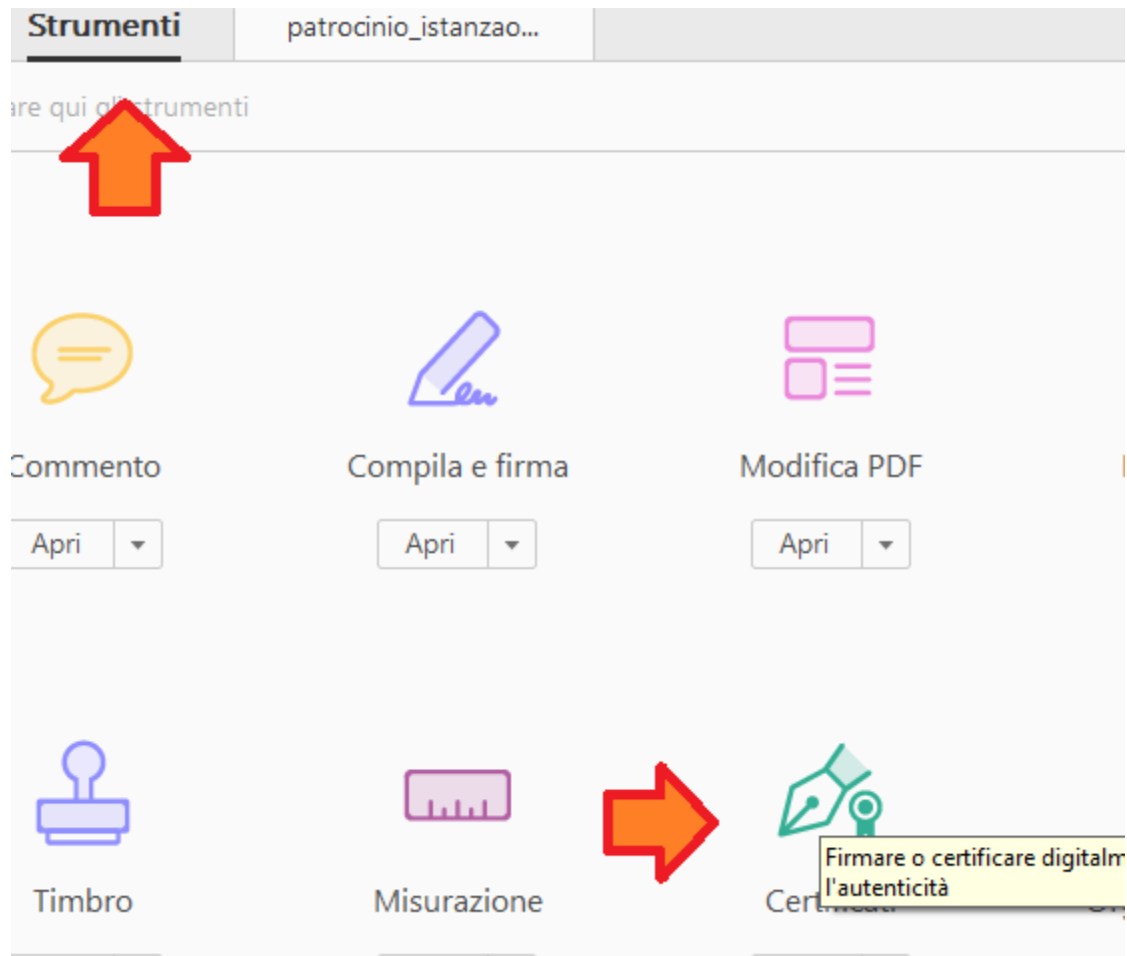 Strumenti patrocinio_istanzao...
are qui gli strumenti
Commento Compila e firma Modifica PDF
Apri Apri Apri
Timbro Misurazione Certificati
Firmare o certificare digitalm
l'autenticità